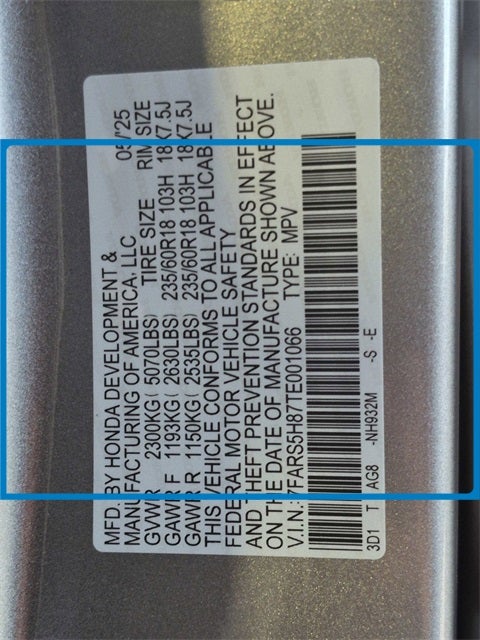 MFD. BY HONDA DEVELOPMENT &
MANUFACTURING OF AMERICA, LLC 05/'25
GVWR 2300KG( 5070LBS) TIRE SIZE RIM SIZE
GAWR F 1193KG( 2630LBS) 235/60R18 103H 18X7.5J
GAWR R 1150KG( 2535LBS) 235/60R18 103H 18X7.5J
THIS VEHICLE CONFORMS TO ALL APPLICABLE
FEDERAL MOTOR VEHICLE SAFETY
AND THEFT PREVENTION STANDARDS IN EFFECT
ON THE DATE OF MANUFACTURE SHOWN ABOVE.
V.I.N.: 7FARS5H87TE001066 TYPE: MPV
3D1 T AG8 -NH932M -S -E